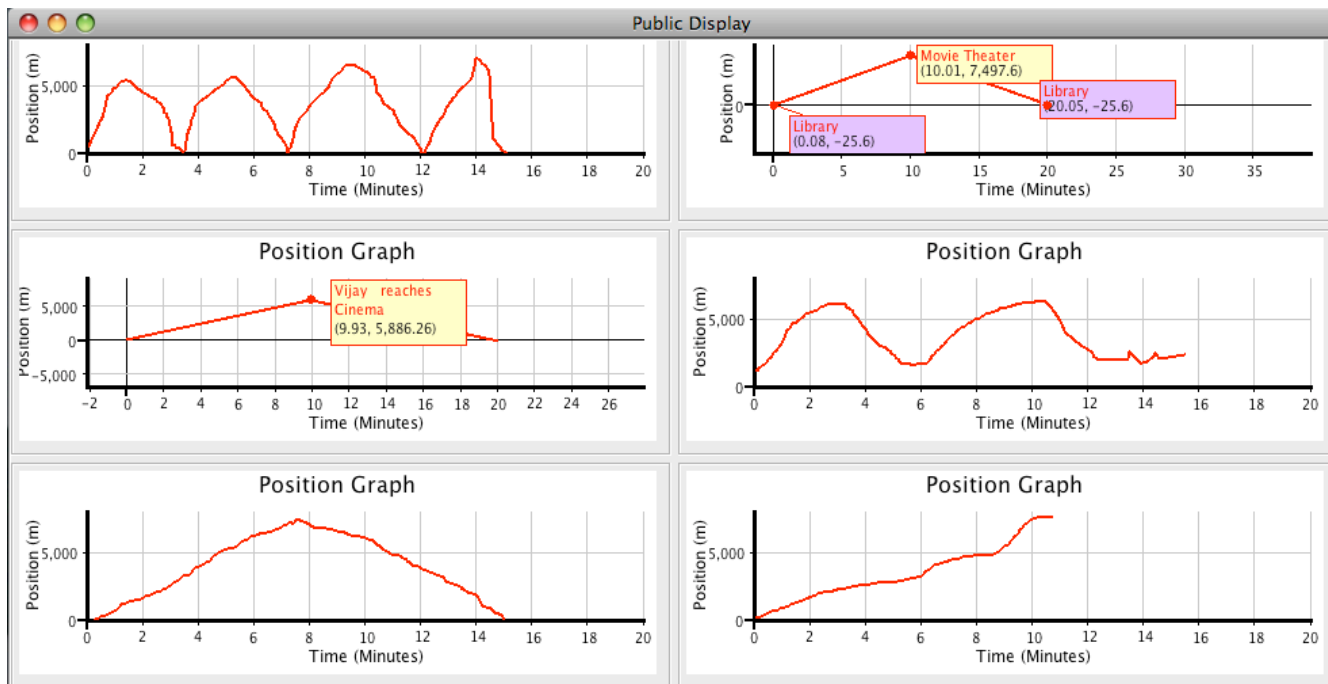 Public Display
Position (m)
5,000
0
0 2 4 6 8 10 12 14 16 18 20
Time (Minutes)
Position (m)
0
Movie Theater
(10.01, 7,497.6)
Library
(20.05, -25.6)
Library
(0.08, -25.6)
0 5 10 15 20 25 30 35
Time (Minutes)
Position Graph
Position (m)
5,000
0
-5,000
Vijay reaches
Cinema
(9.93, 5,886.26)
-2 0 2 4 6 8 10 12 14 16 18 20 22 24 26
Time (Minutes)
Position Graph
Position (m)
5,000
0
0 2 4 6 8 10 12 14 16 18 20
Time (Minutes)
Position Graph
Position (m)
5,000
0
0 2 4 6 8 10 12 14 16 18 20
Time (Minutes)
Position Graph
Position (m)
5,000
0
0 2 4 6 8 10 12 14 16 18 20
Time (Minutes)